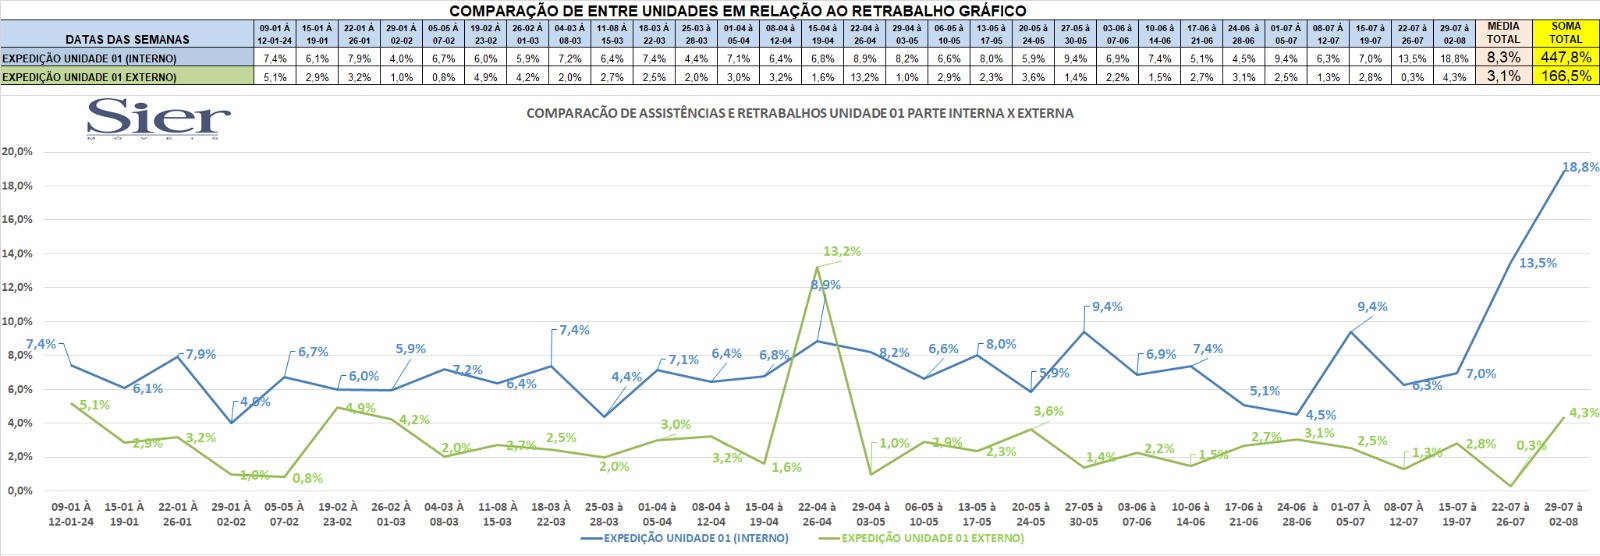 COMPARAÇÃO DE ENTRE UNIDADES EM RELAÇÃO AO RETRABALHO GRÁFICO
DATAS DAS SEMANAS 09-01 À 12-01-24 15-01 À 19-01 22-01 À 26-01 29-01 À 02-02 05-05 À 07-02 19-02 À 23-02 26-02 À 01-03 04-03 À 08-03 11-08 à 15-03 18-03 À 22-03 25-03 à 28-03 01-04 à 05-04 08-04 à 12-04 15-04 à 19-04 22-04 à 26-04 29-04 à 03-05 06-05 à 10-05 13-05 à 17-05 20-05 à 24-05 27-05 à 30-05 03-06 à 07-06 10-06 à 14-06 17-06 à 21-06 24-06 à 28-06 01-07 À 05-07 08-07 À 12-07 15-07 à 19-07 22-07 à 26-07 29-07 à 02-08 MÉDIA TOTAL SOMA TOTAL
EXPEDIÇÃO UNIDADE 01 (INTERNO) 7,4% 6,1% 7,9% 4,0% 6,7% 6,0% 5,9% 7,2% 6,4% 7,4% 4,4% 7,1% 6,4% 6,8% 8,9% 8,2% 6,6% 8,0% 5,9% 9,4% 6,9% 7,4% 5,1% 4,5% 9,4% 6,3% 7,0% 13,5% 18,8% 8,3% 447,8%
EXPEDIÇÃO UNIDADE 01 EXTERNO) 5,1% 2,9% 3,2% 1,0% 0,8% 4,9% 4,2% 2,0% 2,7% 2,5% 2,0% 3,0% 3,2% 1,6% 13,2% 1,0% 2,9% 2,3% 3,6% 1,4% 2,2% 1,5% 2,7% 3,1% 2,5% 1,3% 2,8% 0,3% 4,3% 3,1% 166,5%
Sier
MÓVEIS
COMPARACÃO DE ASSISTÊNCIAS E RETRABALHOS UNIDADE 01 PARTE INTERNA X EXTERNA
20,0%
18,0%
16,0%
14,0%
12,0%
10,0%
8,0%
6,0%
4,0%
2,0%
0,0%
7,4% 6,1% 7,9% 4,0% 6,7% 6,0% 5,9% 7,2% 6,4% 7,4% 4,4% 7,1% 6,4% 6,8% 8,9% 8,2% 6,6% 8,0% 5,9% 9,4% 6,9% 7,4% 5,1% 4,5% 9,4% 6,3% 7,0% 13,5% 18,8%
5,1% 2,9% 3,2% 1,0% 0,8% 4,9% 4,2% 2,0% 2,7% 2,5% 2,0% 3,0% 3,2% 1,6% 13,2% 1,0% 2,9% 2,3% 3,6% 1,4% 2,2% 1,5% 2,7% 3,1% 2,5% 1,3% 2,8% 0,3% 4,3%
09-01 À 15-01 À 22-01 À 29-01 À 05-05 À 19-02 À 26-02 À 04-03 À 11-08 à 18-03 À 25-03 à 01-04 à 08-04 à 15-04 à 22-04 à 29-04 à 06-05 à 13-05 à 20-05 à 27-05 à 03-06 à 10-06 à 17-06 à 24-06 à 01-07 À 08-07 À 15-07 à 22-07 à 29-07 à
12-01-24 19-01 26-01 02-02 07-02 23-02 01-03 08-03 15-03 22-03 28-03 05-04 12-04 19-04 26-04 03-05 10-05 17-05 24-05 30-05 07-06 14-06 21-06 28-06 05-07 12-07 19-07 26-07 02-08
EXPEDIÇÃO UNIDADE 01 (INTERNO) EXPEDIÇÃO UNIDADE 01 EXTERNO)